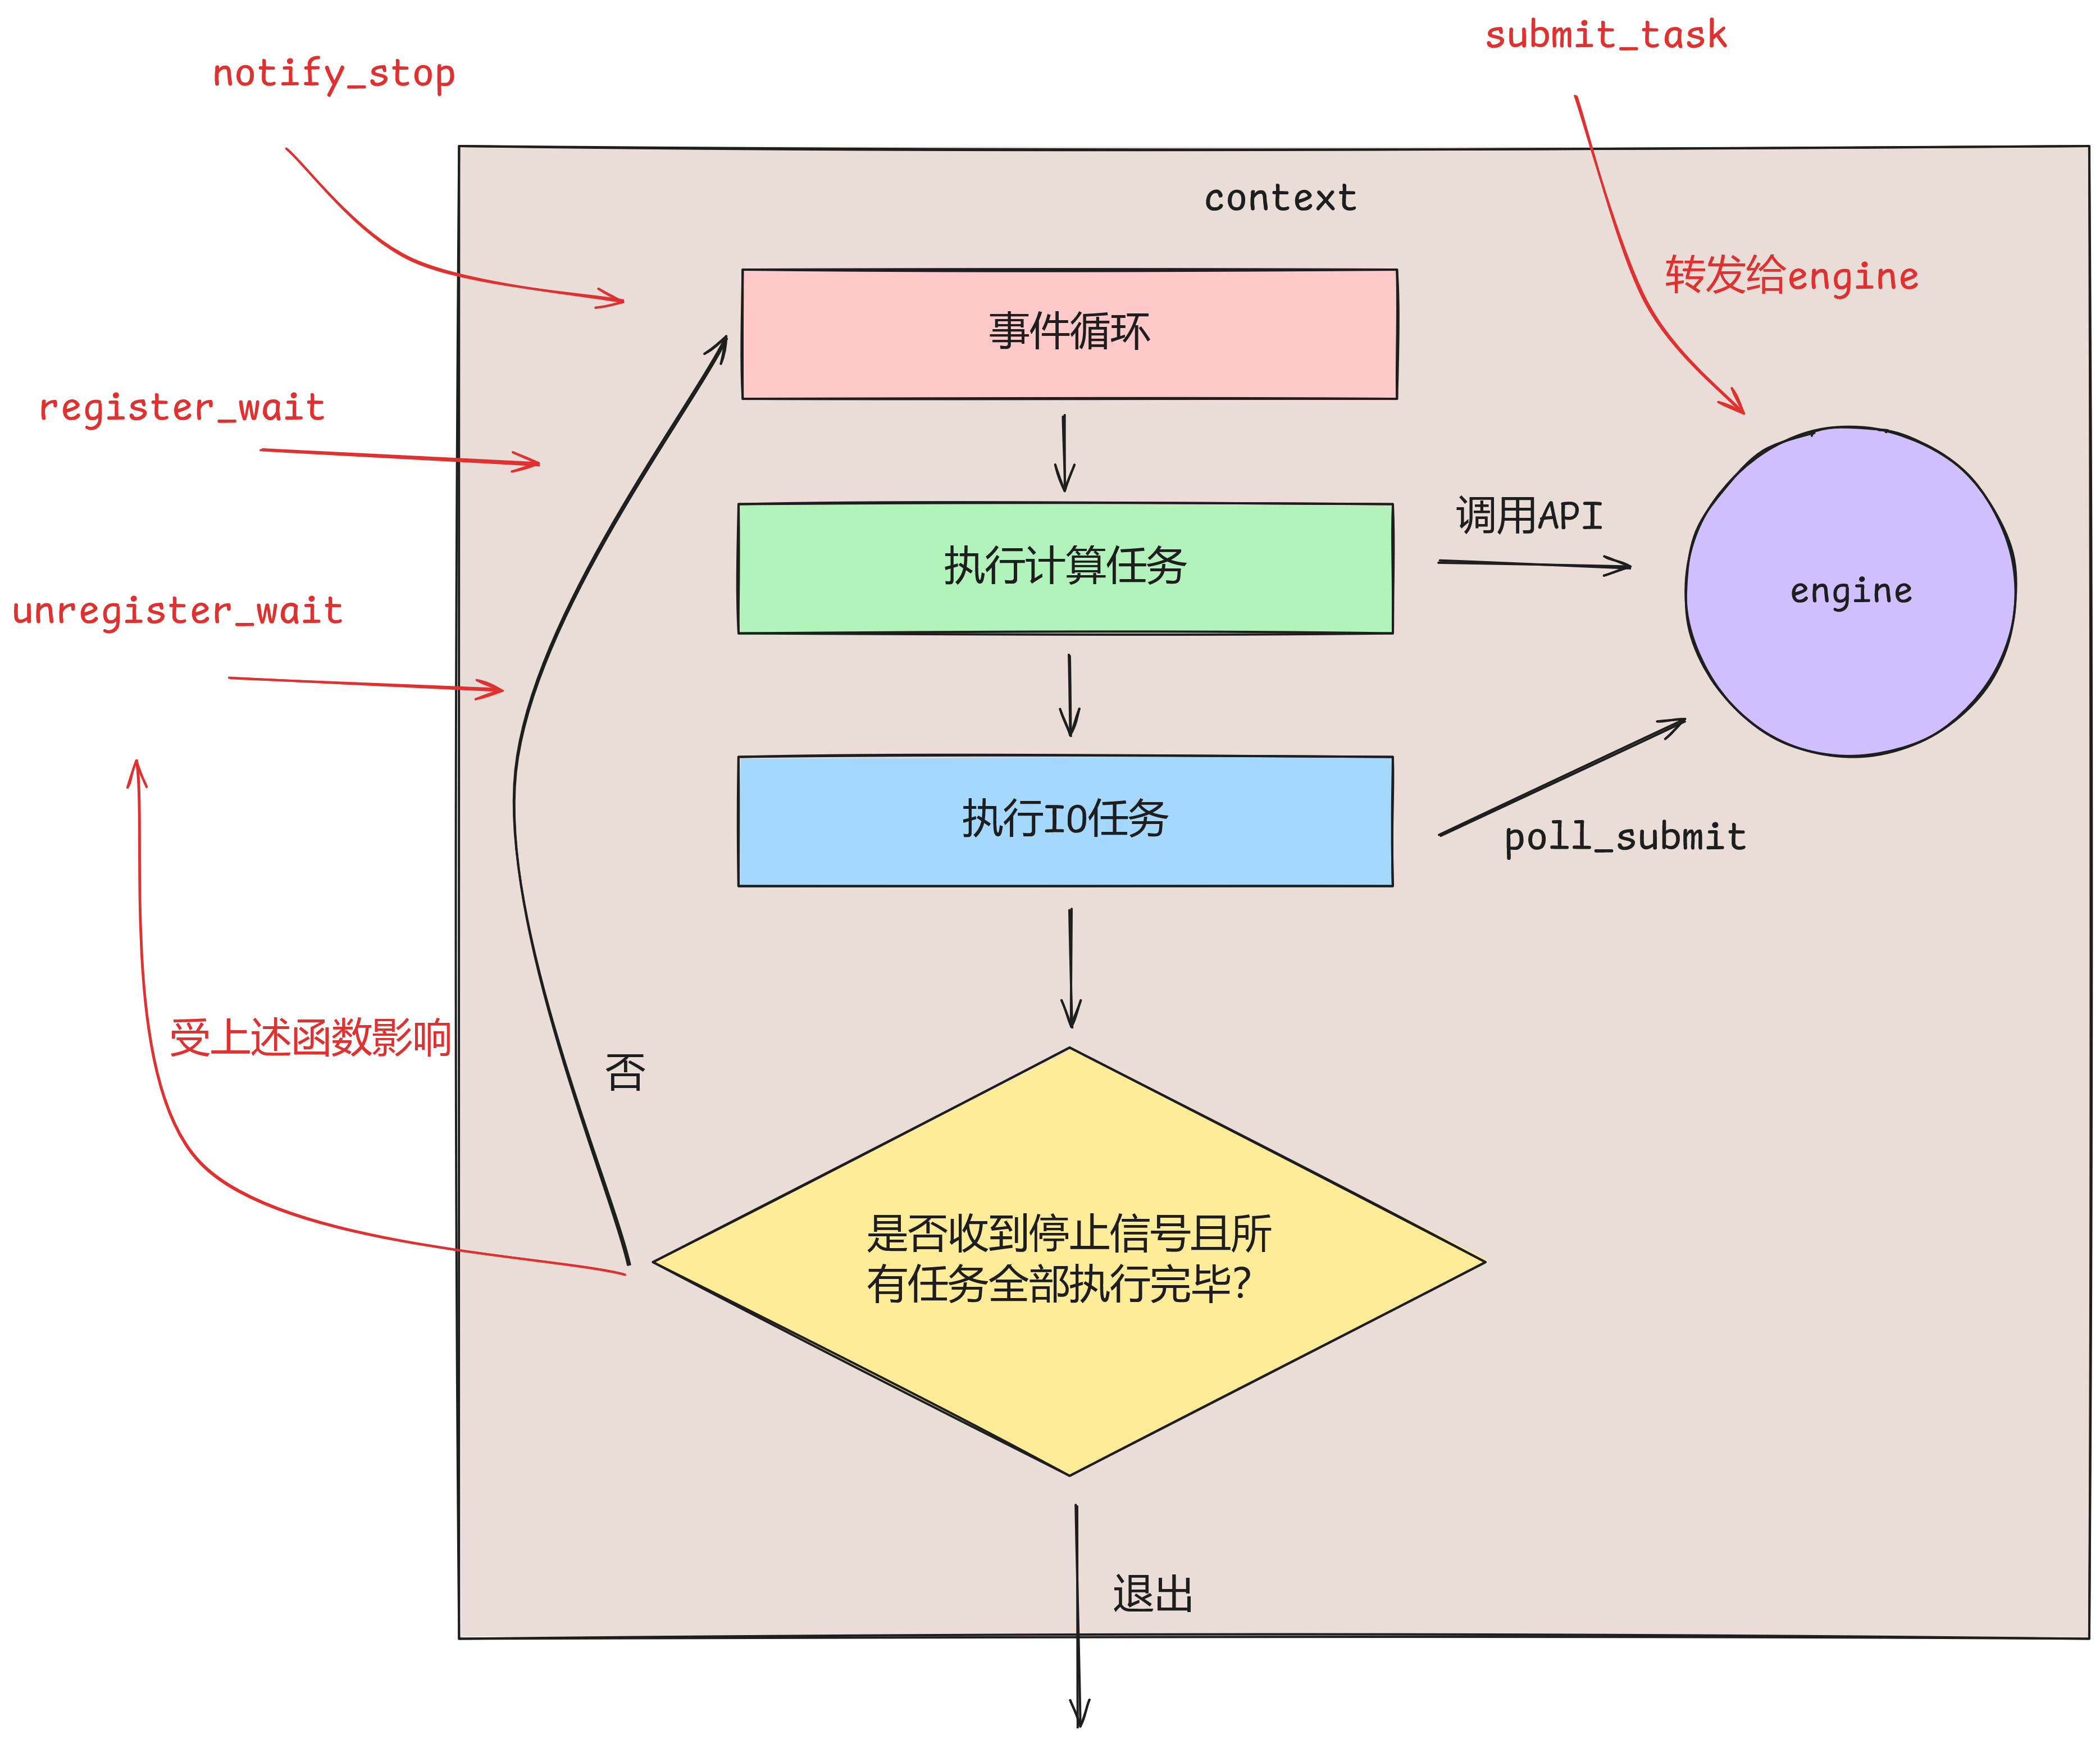 submit_task
notify_stop
context
转发给engine
事件循环
register_wait
调用API
执行计算任务
engine
unregister_wait
执行IO任务
poll_submit
受上述函数影响
否
是否收到停止信号且所
有任务全部执行完毕？
退出